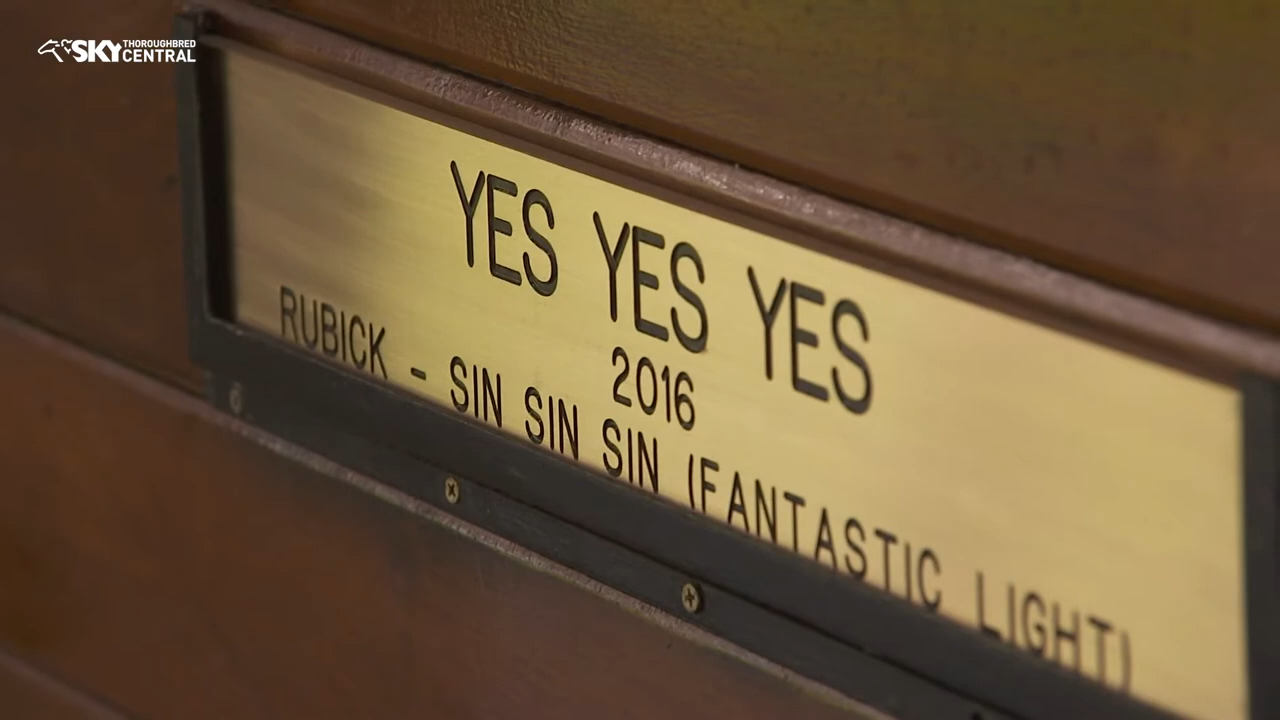 SKY THOROUGHBRED CENTRAL
YES YES YES
2016
RUBICK - SIN SIN SIN (FANTASTIC LIGHT)